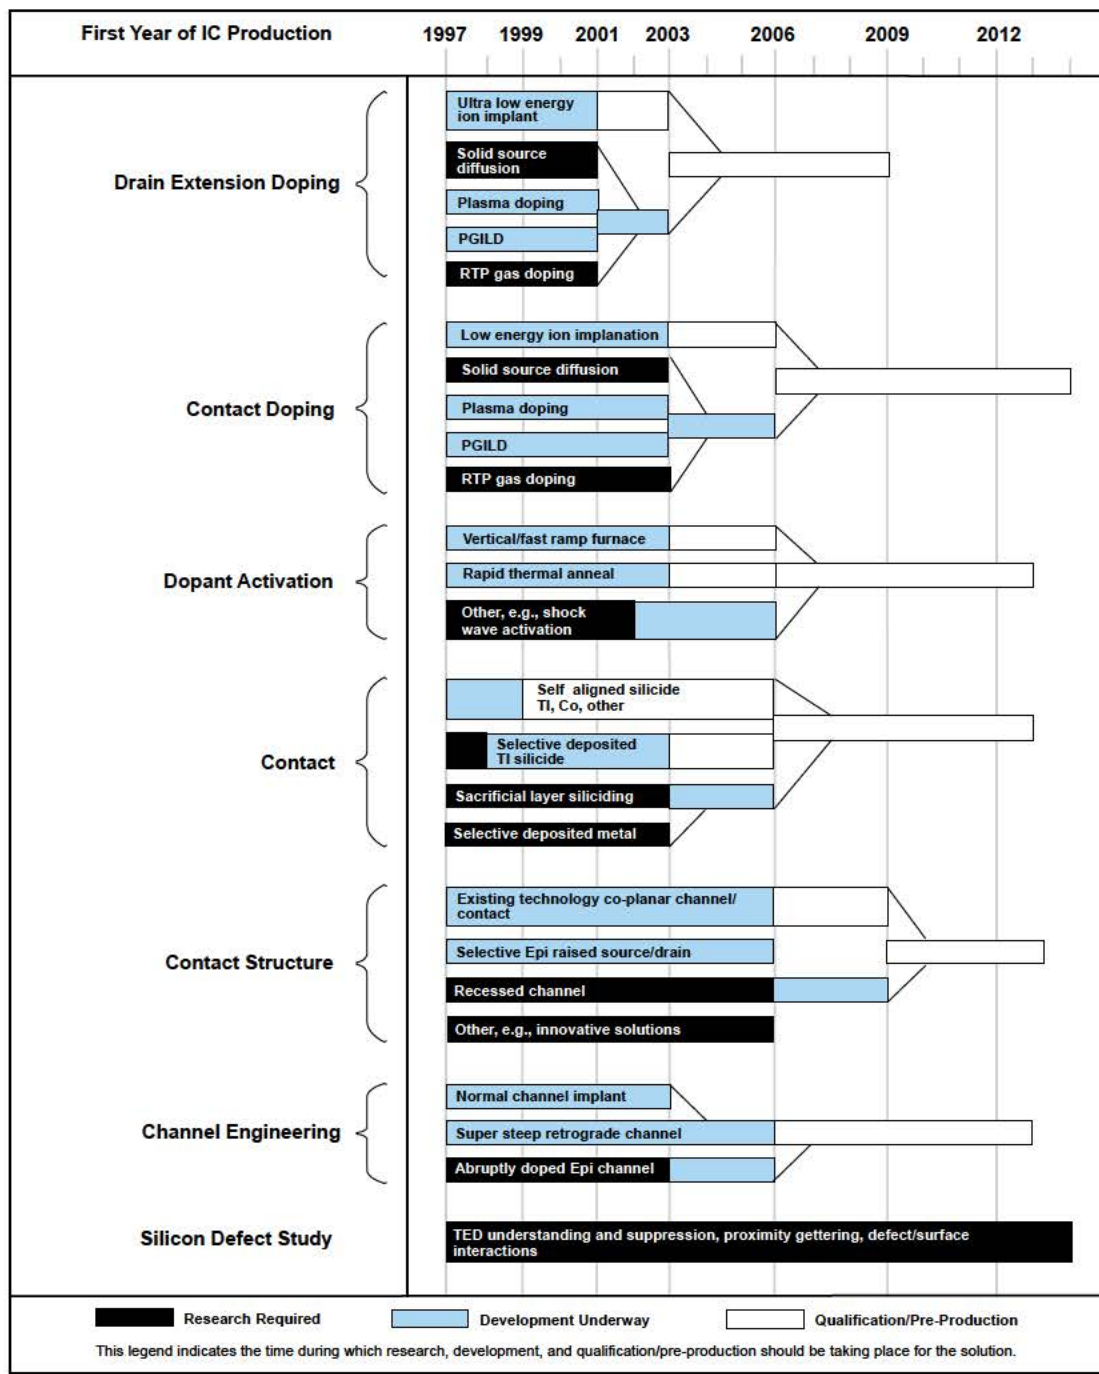 First Year of IC Production
1997 1999 2001 2003 2006 2009 2012
Drain Extension Doping
Ultra low energy
ion implant
Solid source
diffusion
Plasma doping
PGILD
RTP gas doping
Contact Doping
Low energy ion implanation
Solid source diffusion
Plasma doping
PGILD
RTP gas doping
Dopant Activation
Vertical/fast ramp furnace
Rapid thermal anneal
Other, e.g., shock
wave activation
Contact
Self aligned silicide
TI, Co, other
Selective deposited
TI silicide
Sacrificial layer siliciding
Selective deposited metal
Contact Structure
Existing technology co-planar channel/
contact
Selective Epi raised source/drain
Recessed channel
Other, e.g., innovative solutions
Channel Engineering
Normal channel implant
Super steep retrograde channel
Abruptly doped Epi channel
Silicon Defect Study
TED understanding and suppression, proximity gettering, defect/surface
interactions
Research Required
Development Underway
Qualification/Pre-Production
This legend indicates the time during which research, development, and qualification/pre-production should be taking place for the solution.